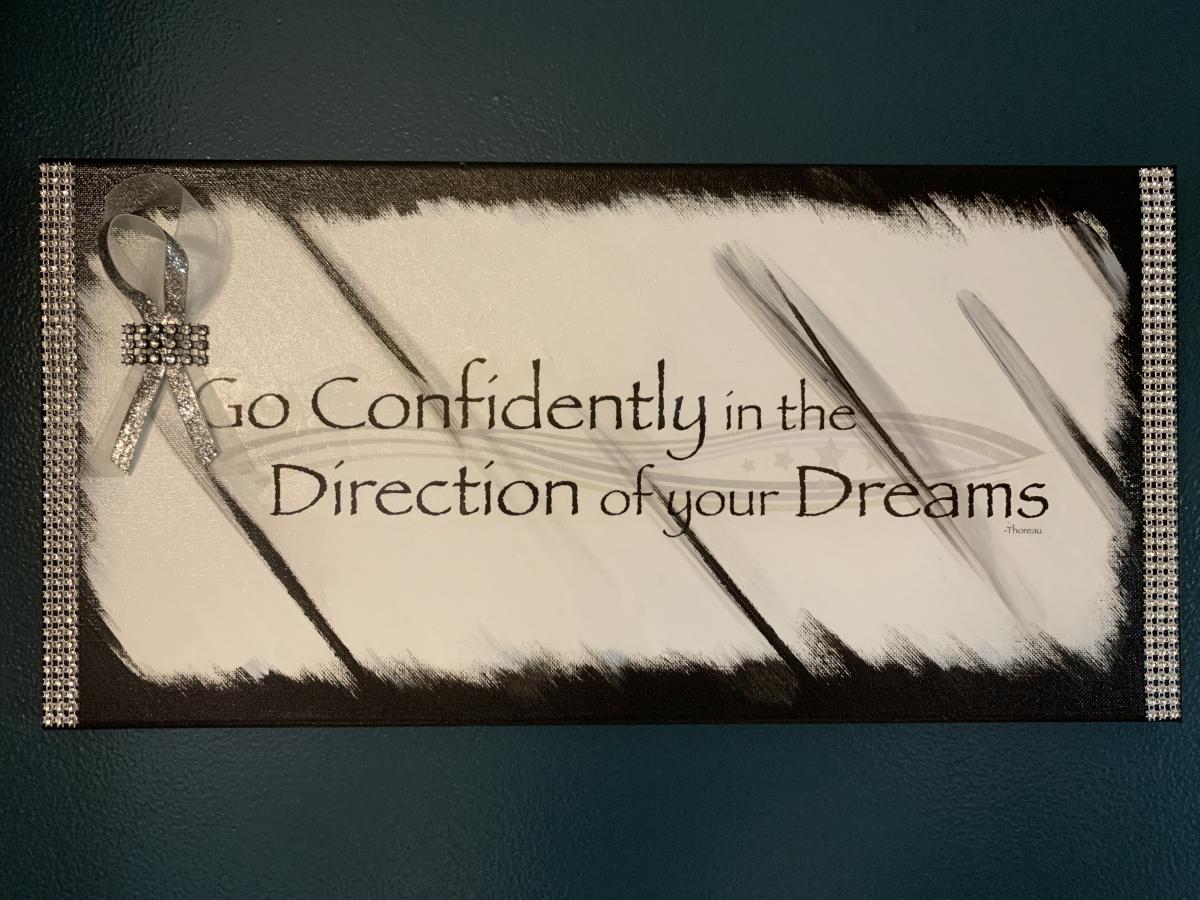 Go Confidently in the
Direction of your Dreams
-Thoreau